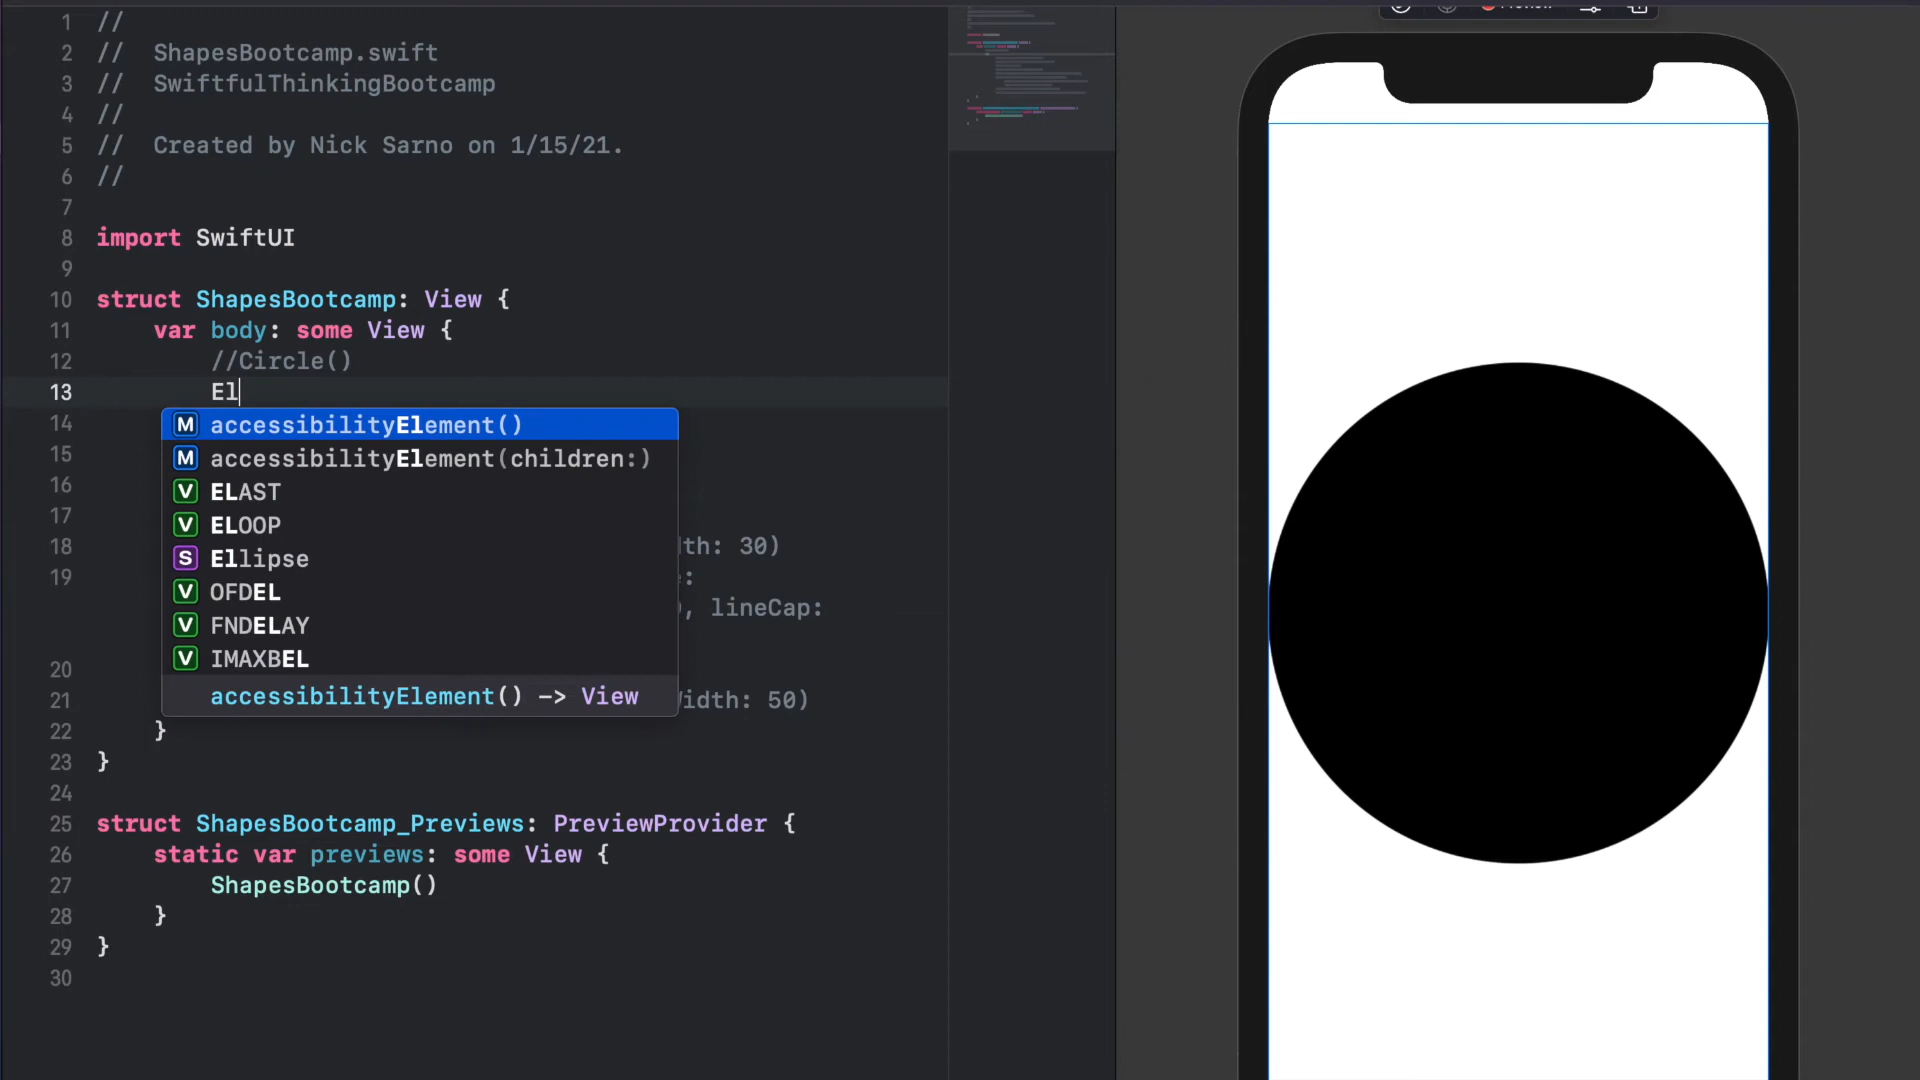 1 //
2 // ShapesBootcamp.swift
3 // SwiftfulThinkingBootcamp
4 //
5 // Created by Nick Sarno on 1/15/21.
6 //
7
8 import SwiftUI
9
10 struct ShapesBootcamp: View {
11 var body: some View {
12 //Circle()
13 El
14
15
16
17
18 th: 30)
19 :
, lineCap:
20
21 idth: 50)
22 }
23 }
24
25 struct ShapesBootcamp_Previews: PreviewProvider {
26 static var previews: some View {
27 ShapesBootcamp()
28 }
29 }
30
M accessibilityElement()
M accessibilityElement(children:)
V ELAST
V ELOOP
S Ellipse
V OFDEL
V FNDELAY
V IMAXBEL
accessibilityElement() -> View